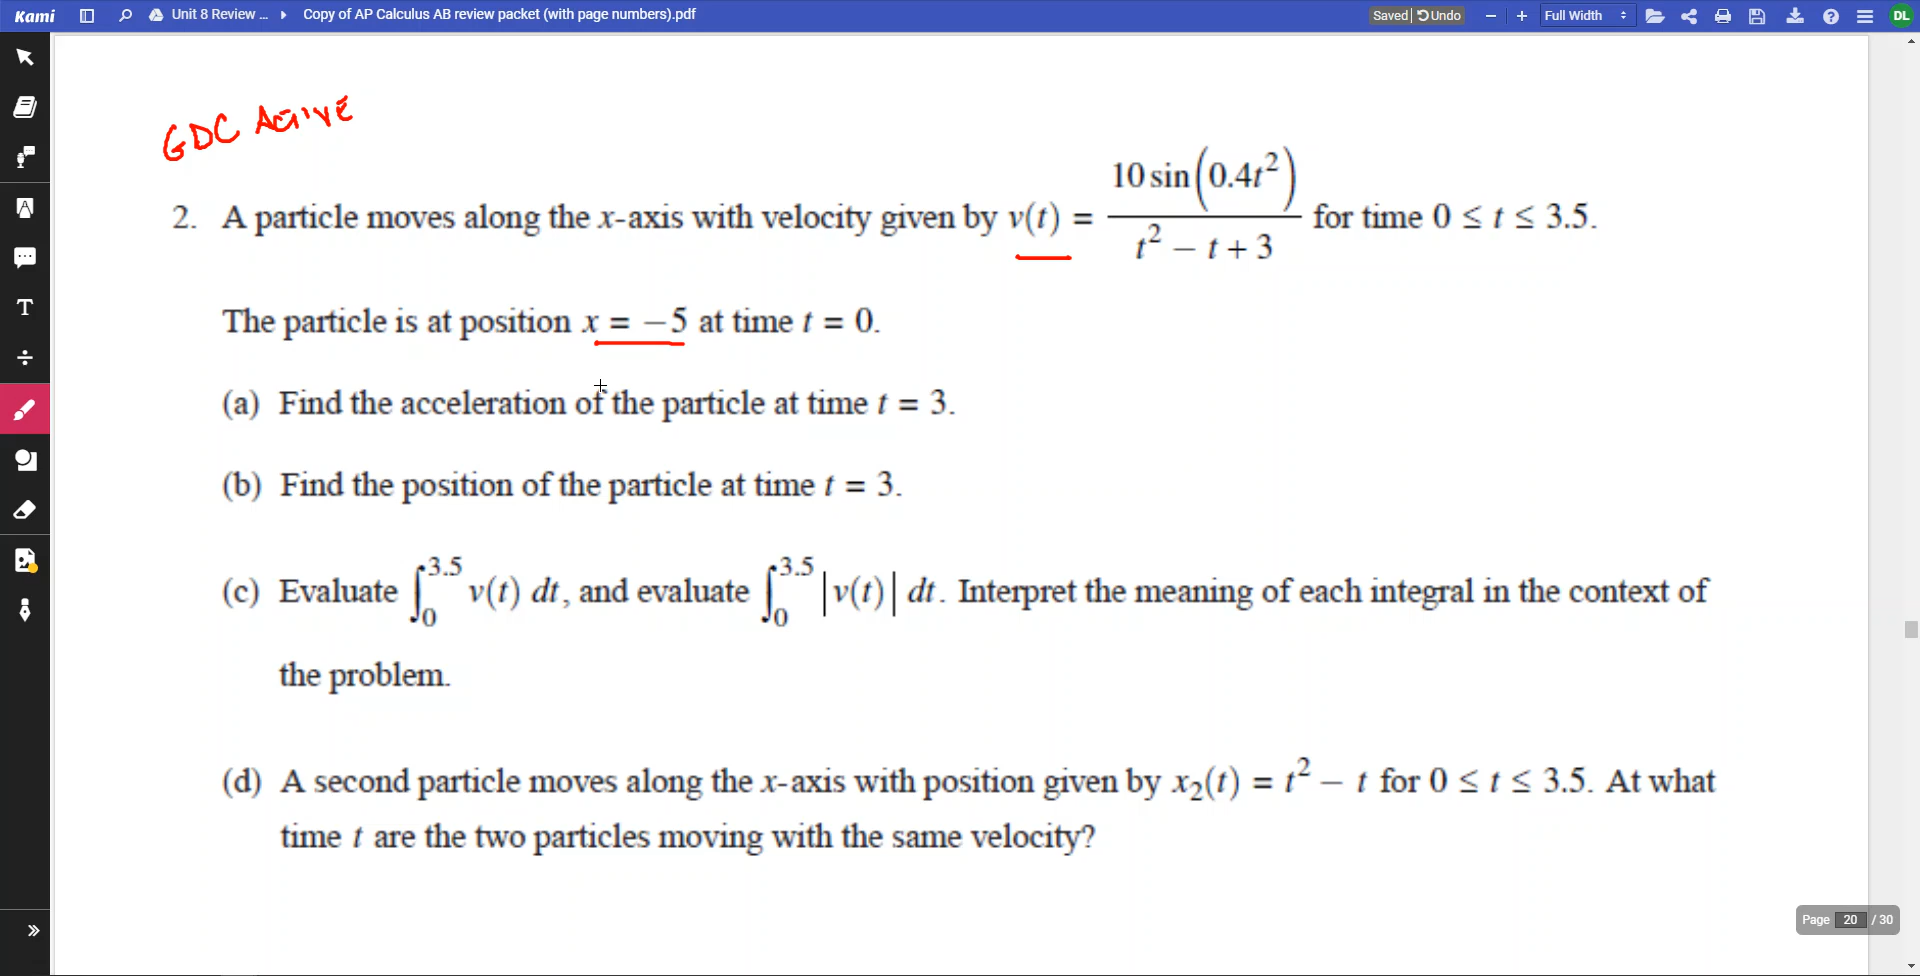 Kami Unit 8 Review ... Copy of AP Calculus AB review packet (with page numbers).pdf Saved Undo − + Full Width DL
GDC Active
2. A particle moves along the x-axis with velocity given by v(t) = 10 sin(0.4t²) / (t² − t + 3) for time 0 ≤ t ≤ 3.5.
The particle is at position x = −5 at time t = 0.
(a) Find the acceleration of the particle at time t = 3.
(b) Find the position of the particle at time t = 3.
(c) Evaluate ∫₀^3.5 v(t) dt, and evaluate ∫₀^3.5 |v(t)| dt. Interpret the meaning of each integral in the context of
the problem.
(d) A second particle moves along the x-axis with position given by x₂(t) = t² − t for 0 ≤ t ≤ 3.5. At what
time t are the two particles moving with the same velocity?
Page 20 / 30